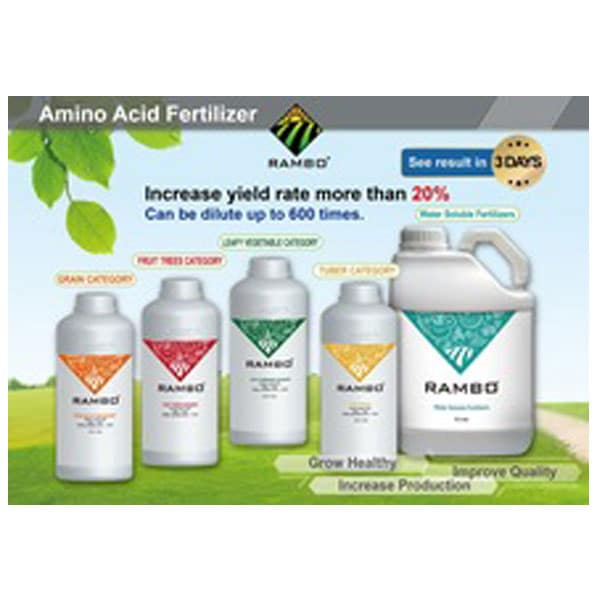 Amino Acid Fertilizer
RAMBO
See result in 3 DAYS
Increase yield rate more than 20%
Can be dilute up to 600 times.
Water Soluble Fertilizers
LEAFY VEGETABLE CATEGORY
FRUIT TREES CATEGORY
TUBER CATEGORY
GRAIN CATEGORY
RAMBO
RAMBO
RAMBO
RAMBO
RAMBO
Grow Healthy
Improve Quality
Increase Production